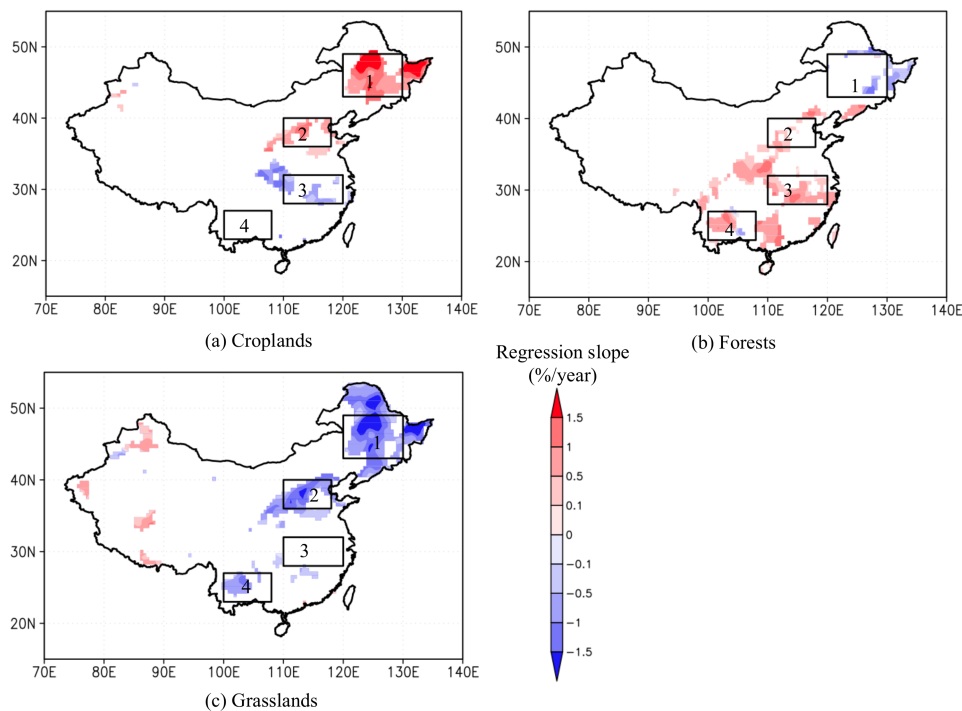 50N
40N
30N
20N
1
2
3
4
70E 80E 90E 100E 110E 120E 130E 140E
(a) Croplands
50N
40N
30N
20N
1
2
3
4
70E 80E 90E 100E 110E 120E 130E 140E
(b) Forests
50N
40N
30N
20N
1
2
3
4
70E 80E 90E 100E 110E 120E 130E 140E
(c) Grasslands
Regression slope
(%/year)
1.5
1
0.5
0.1
0
-0.1
-0.5
-1
-1.5